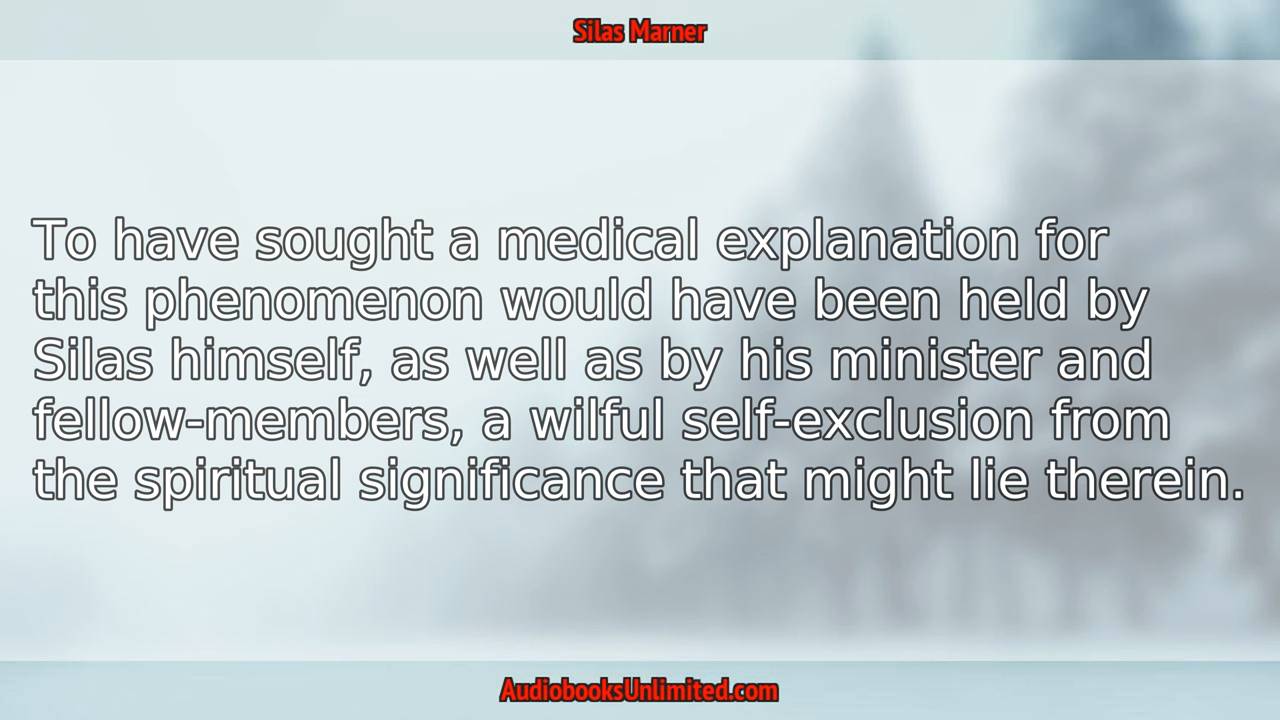 Silas Marner
To have sought a medical explanation for
this phenomenon would have been held by
Silas himself, as well as by his minister and
fellow-members, a wilful self-exclusion from
the spiritual significance that might lie therein.
AudiobooksUnlimited.com